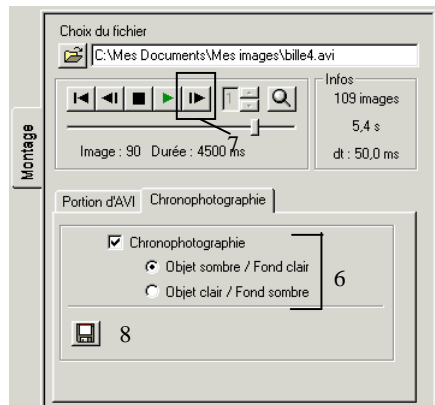 Choix du fichier
C:\Mes Documents\Mes images\bille4.avi
Infos
109 images
5,4 s
dt : 50,0 ms
1
7
Image : 90 Durée : 4500 ms
Montage
Portion d'AVI Chronophotographie
Chronophotographie
Objet sombre / Fond clair
Objet clair / Fond sombre
6
8